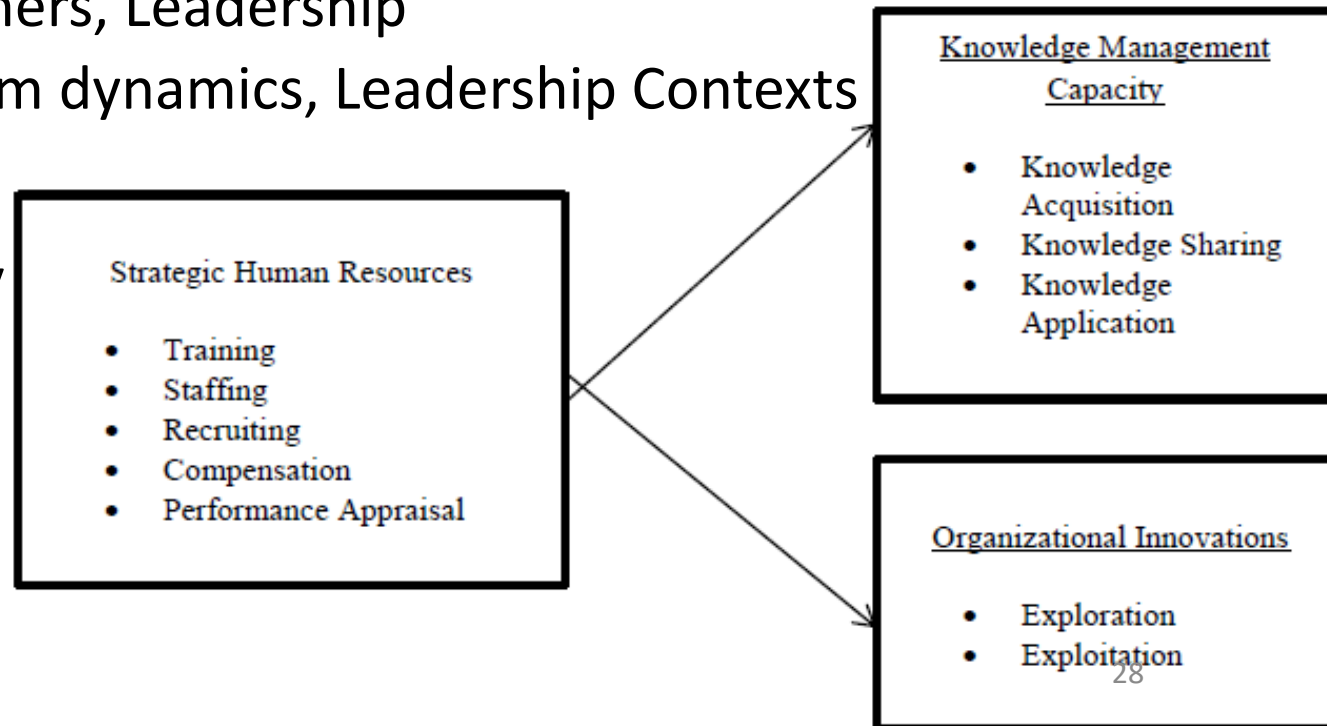 ners, Leadership
m dynamics, Leadership Contexts
Strategic Human Resources
• Training
• Staffing
• Recruiting
• Compensation
• Performance Appraisal
Knowledge Management
Capacity
• Knowledge
Acquisition
• Knowledge Sharing
• Knowledge
Application
Organizational Innovations
• Exploration
• Exploitation
28